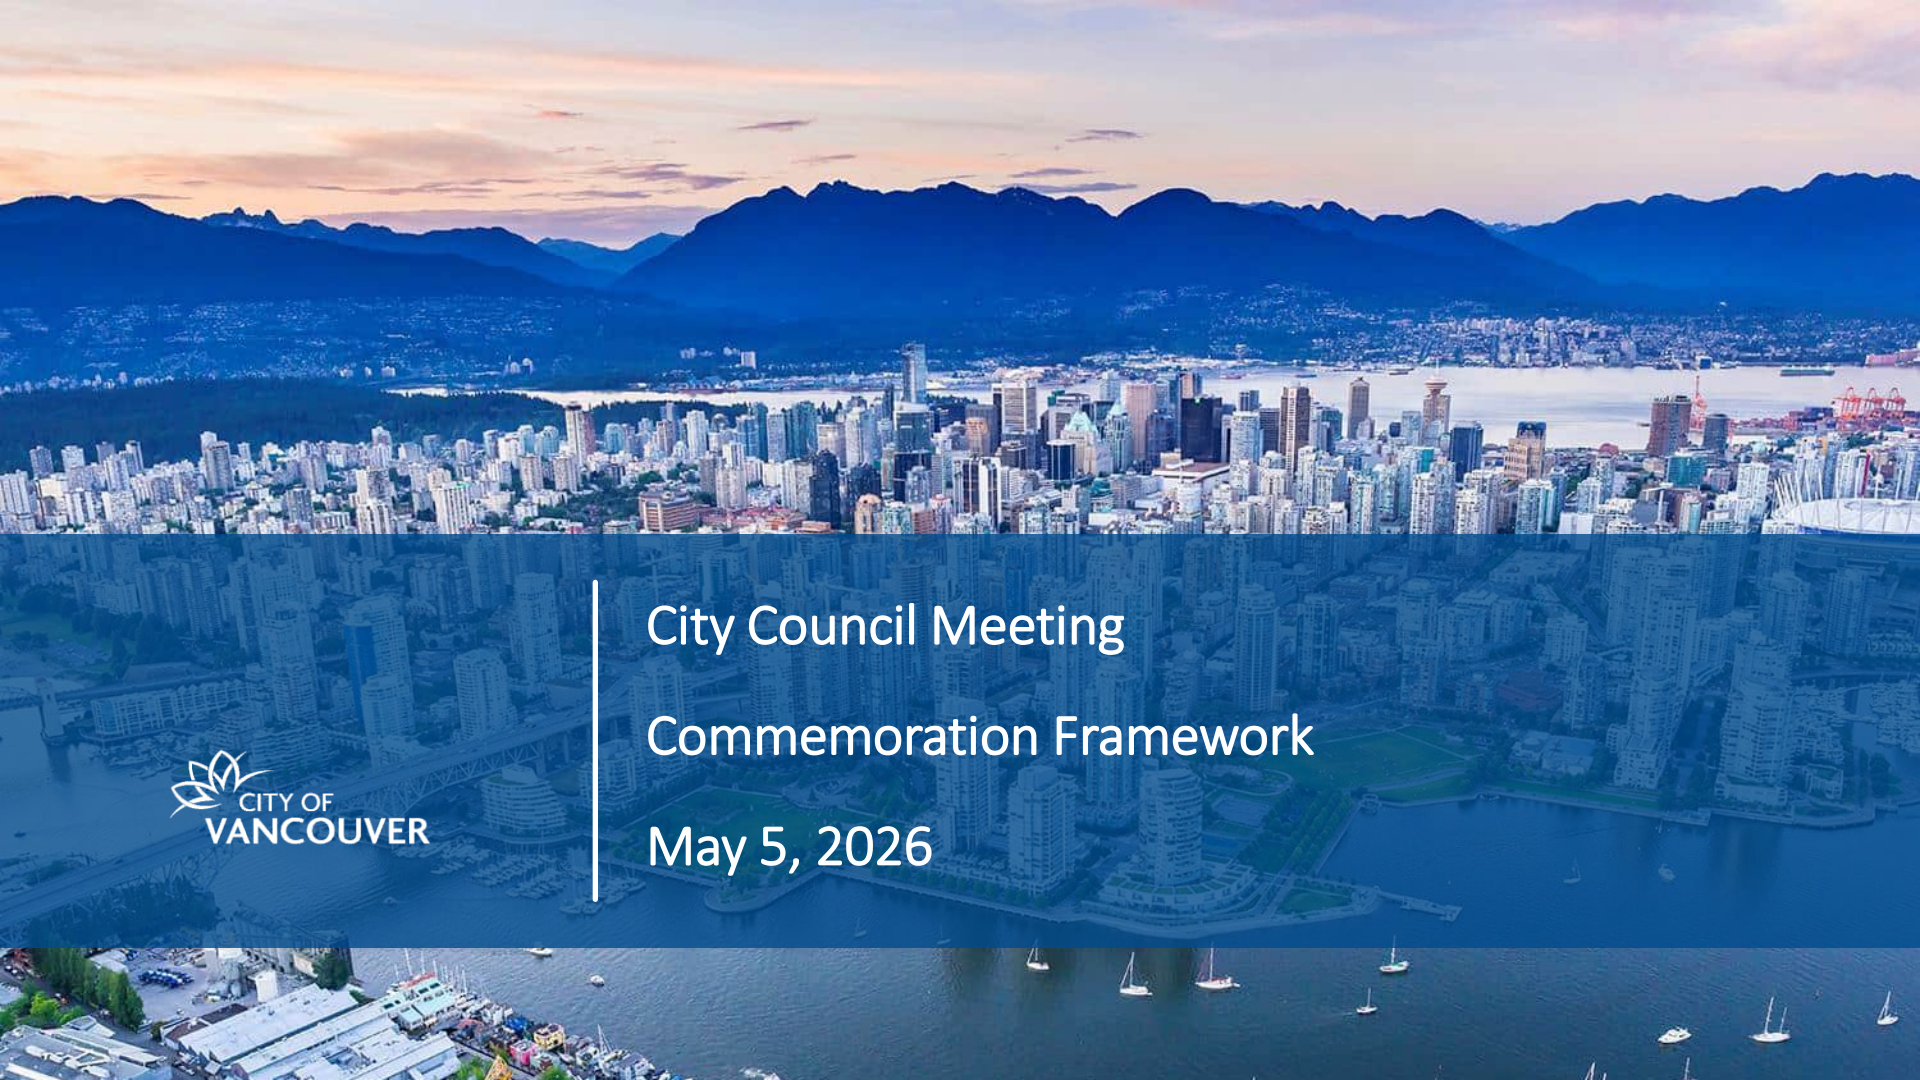 City Council Meeting
Commemoration Framework
May 5, 2026
CITY OF
VANCOUVER